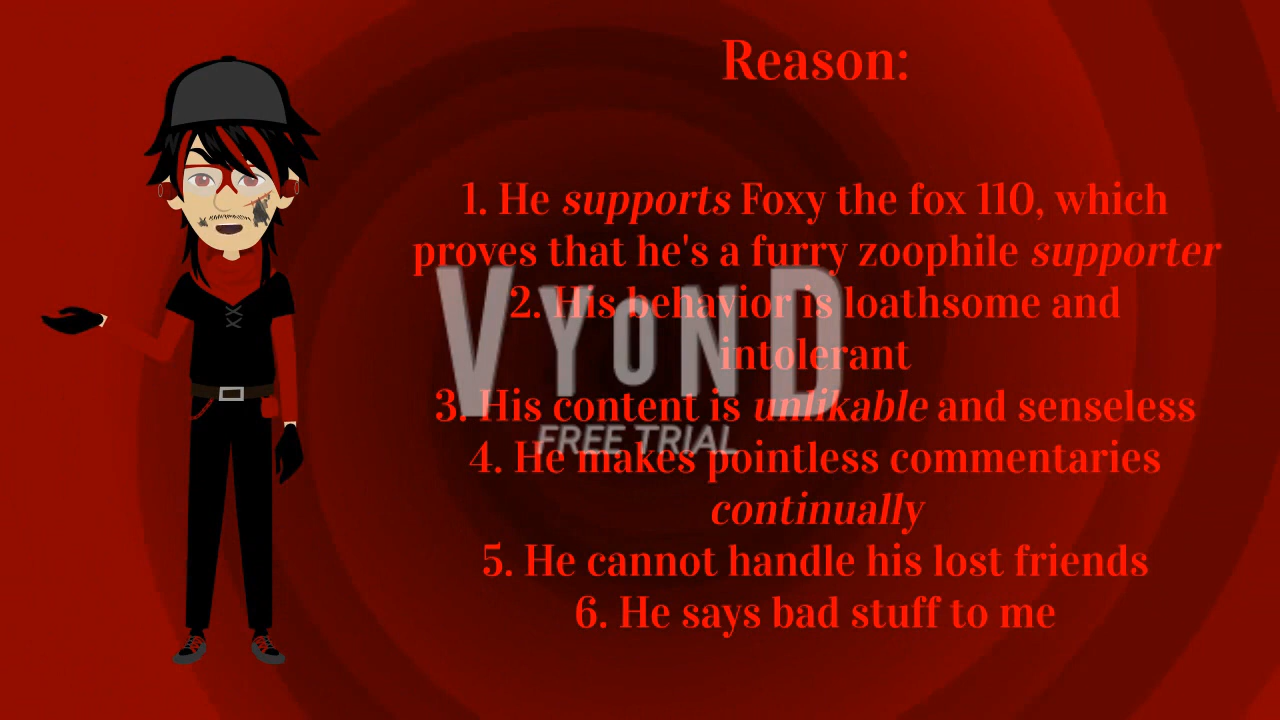 Reason:
1. He supports Foxy the fox 110, which
proves that he's a furry zoophile supporter
2. His behavior is loathsome and
intolerant
3. His content is unlikable and senseless
4. He makes pointless commentaries
continually
5. He cannot handle his lost friends
6. He says bad stuff to me
VYOND
FREE TRIAL